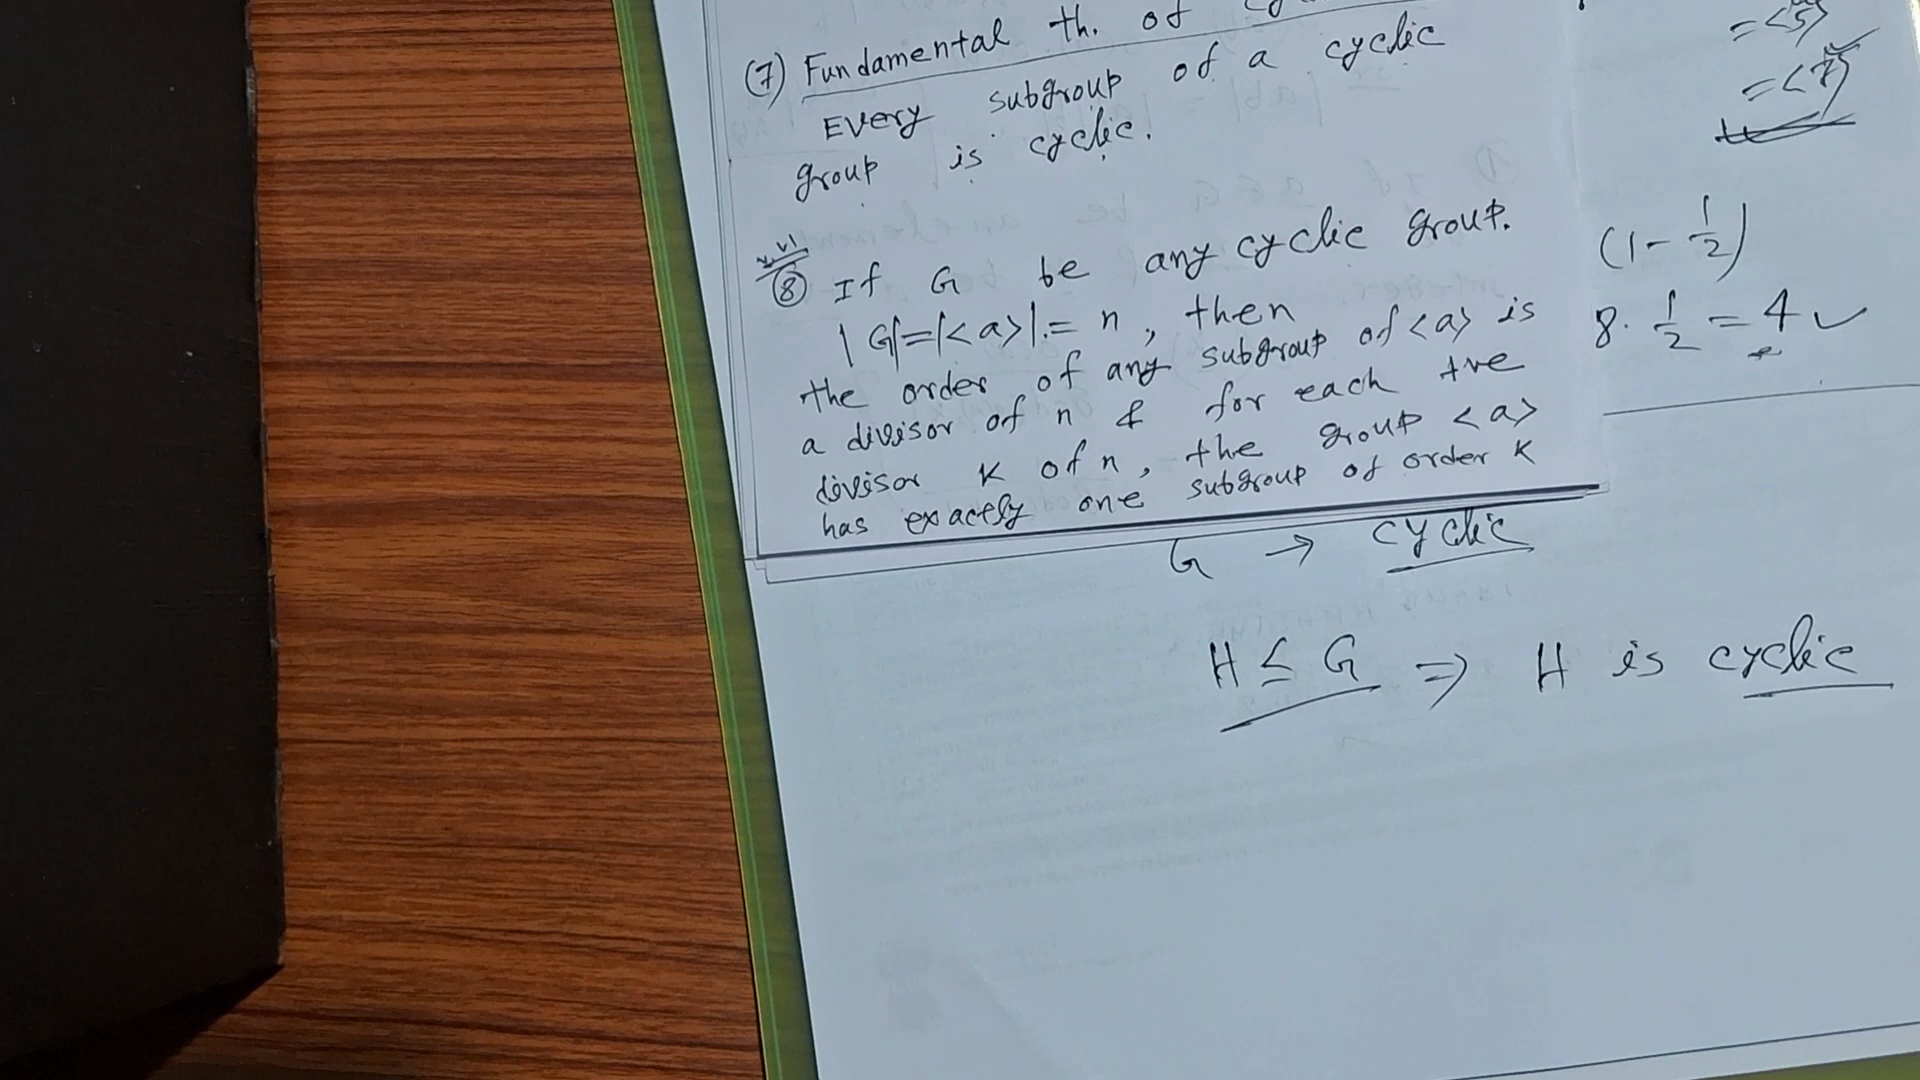 (7) Fundamental th. of
Every subgroup of a cyclic
group is cyclic.
(8) If G be any cyclic group.
|G|=|<a>|.= n, then
the order of any subgroup of <a> is
a divisor of n & for each +ve
divisor K of n, the group <a>
has exactly one subgroup of order K
G → cyclic
H ≤ G ⇒ H is cyclic
= <5>
= <7>
(1 - 1/2)
8. 1/2 = 4 ✓